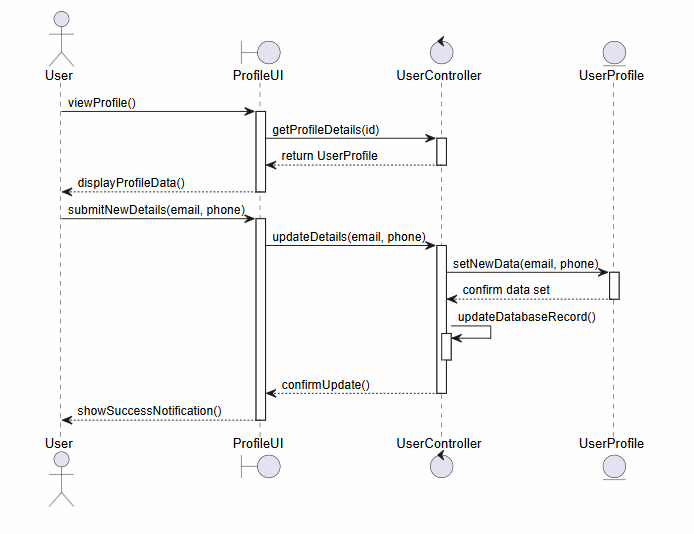 User
ProfileUI
UserController
UserProfile
viewProfile()
getProfileDetails(id)
return UserProfile
displayProfileData()
submitNewDetails(email, phone)
updateDetails(email, phone)
setNewData(email, phone)
confirm data set
updateDatabaseRecord()
confirmUpdate()
showSuccessNotification()
User
ProfileUI
UserController
UserProfile